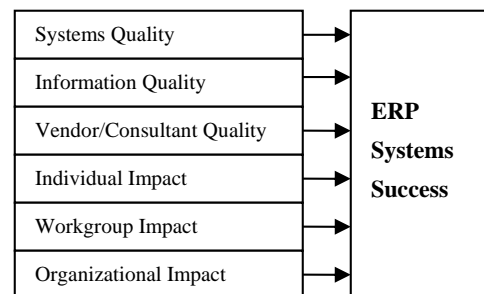 Systems Quality
Information Quality
Vendor/Consultant Quality
Individual Impact
Workgroup Impact
Organizational Impact
ERP
Systems
Success